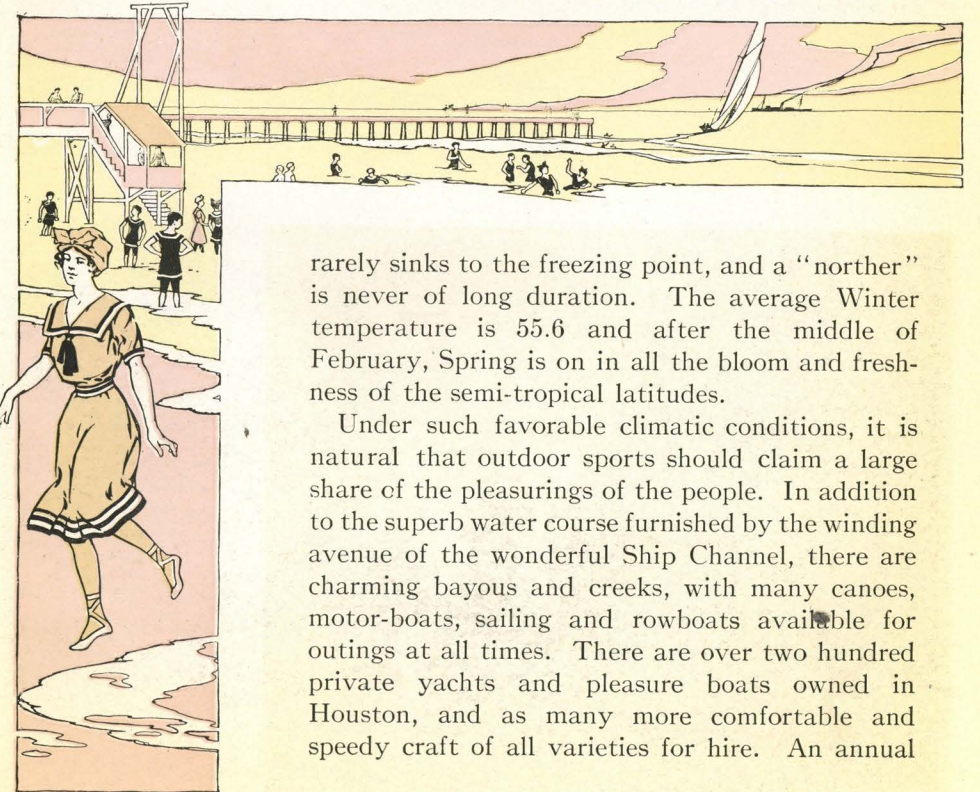 rarely sinks to the freezing point, and a “norther”
is never of long duration. The average Winter
temperature is 55.6 and after the middle of
February, Spring is on in all the bloom and fresh-
ness of the semi-tropical latitudes.
Under such favorable climatic conditions, it is
natural that outdoor sports should claim a large
share of the pleasurings of the people. In addition
to the superb water course furnished by the winding
avenue of the wonderful Ship Channel, there are
charming bayous and creeks, with many canoes,
motor-boats, sailing and rowboats available for
outings at all times. There are over two hundred
private yachts and pleasure boats owned in
Houston, and as many more comfortable and
speedy craft of all varieties for hire. An annual